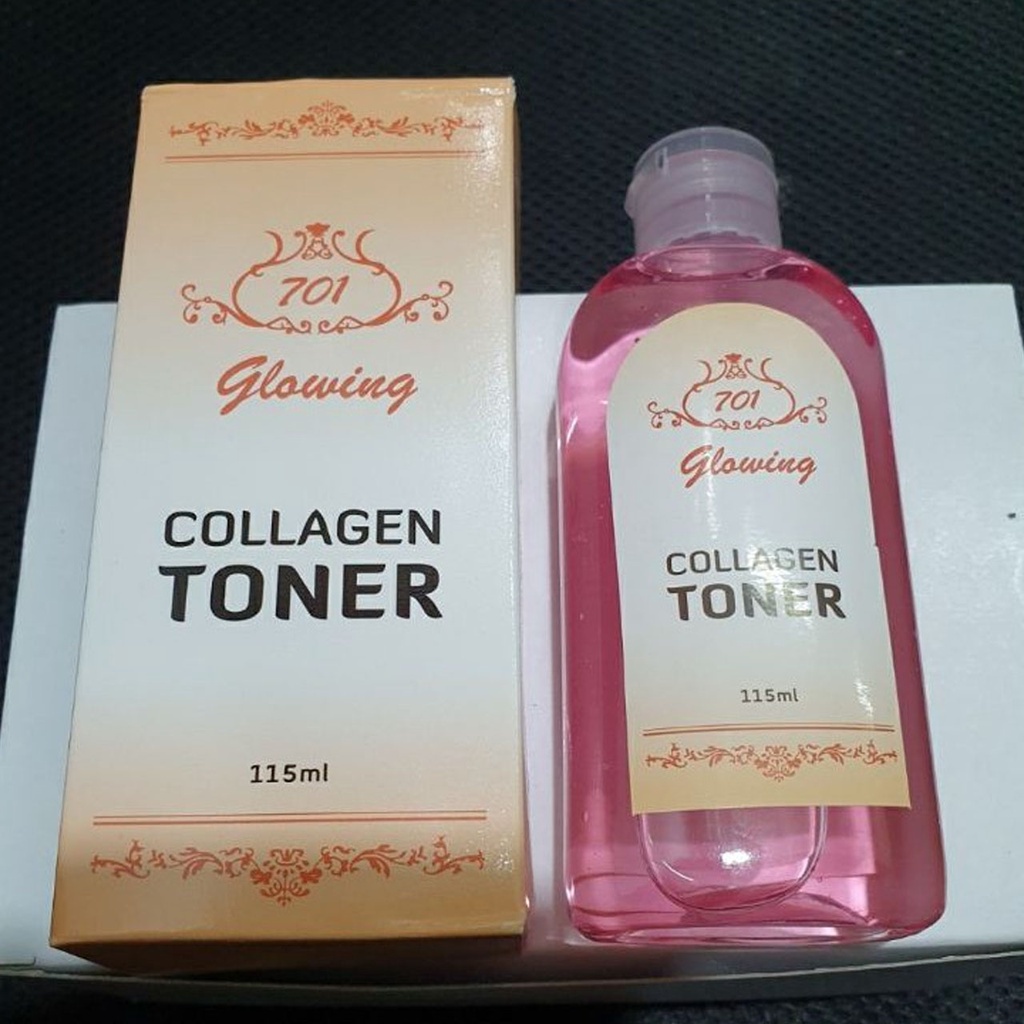 701
Glowing
COLLAGEN
TONER
115ml
701
Glowing
COLLAGEN
TONER
115ml